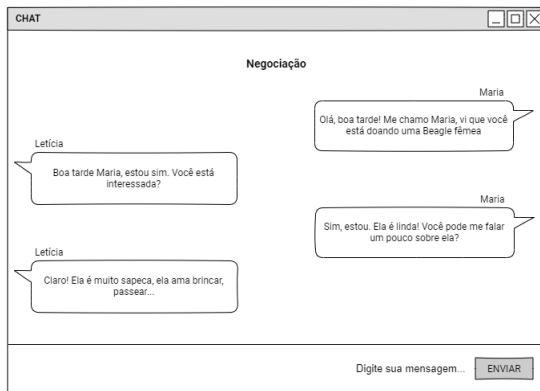 CHAT
Negociação
Maria
Olá, boa tarde! Me chamo Maria, vi que você
está doando uma Beagle fêmea
Letícia
Boa tarde Maria, estou sim. Você está
interessada?
Maria
Sim, estou. Ela é linda! Você pode me falar
um pouco sobre ela?
Letícia
Claro! Ela é muito sapeca, ela ama brincar,
passear...
Digite sua mensagem...
ENVIAR